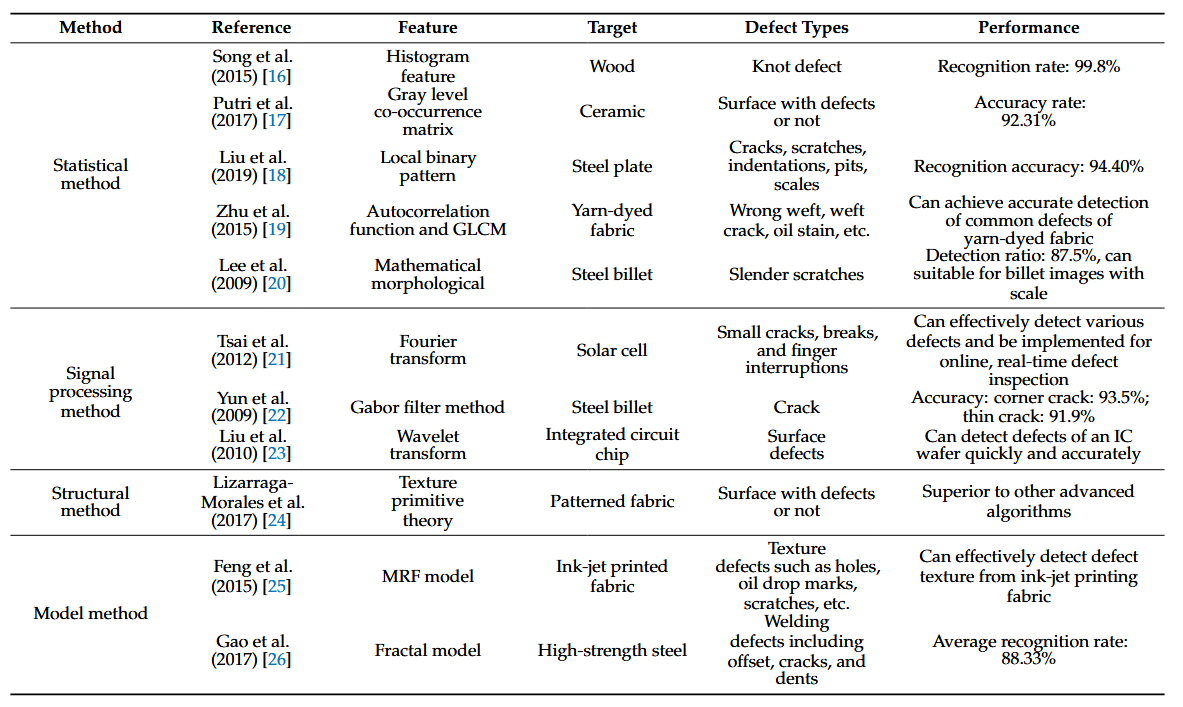 Method Reference Feature Target Defect Types Performance
Statistical
method
Song et al.
(2015) [16]
Histogram
feature
Wood
Knot defect
Recognition rate: 99.8%
Putri et al.
(2017) [17]
Gray level
co-occurrence
matrix
Ceramic
Surface with defects
or not
Accuracy rate:
92.31%
Liu et al.
(2019) [18]
Local binary
pattern
Steel plate
Cracks, scratches,
indentations, pits,
scales
Recognition accuracy: 94.40%
Zhu et al.
(2015) [19]
Autocorrelation
function and GLCM
Yarn-dyed
fabric
Wrong weft, weft
crack, oil stain, etc.
Can achieve accurate detection
of common defects of
yarn-dyed fabric
Lee et al.
(2009) [20]
Mathematical
morphological
Steel billet
Slender scratches
Detection ratio: 87.5%, can
suitable for billet images with
scale
Signal
processing
method
Tsai et al.
(2012) [21]
Fourier
transform
Solar cell
Small cracks, breaks,
and finger
interruptions
Can effectively detect various
defects and be implemented for
online, real-time defect
inspection
Yun et al.
(2009) [22]
Gabor filter method
Steel billet
Crack
Accuracy: corner crack: 93.5%;
thin crack: 91.9%
Liu et al.
(2010) [23]
Wavelet
transform
Integrated circuit
chip
Surface
defects
Can detect defects of an IC
wafer quickly and accurately
Structural
method
Lizarraga-
Morales et al.
(2017) [24]
Texture
primitive
theory
Patterned fabric
Surface with defects
or not
Superior to other advanced
algorithms
Model method
Feng et al.
(2015) [25]
MRF model
Ink-jet printed
fabric
Texture
defects such as holes,
oil drop marks,
scratches, etc.
Can effectively detect defect
texture from ink-jet printing
fabric
Gao et al.
(2017) [26]
Fractal model
High-strength steel
Welding
defects including
offset, cracks, and
dents
Average recognition rate:
88.33%